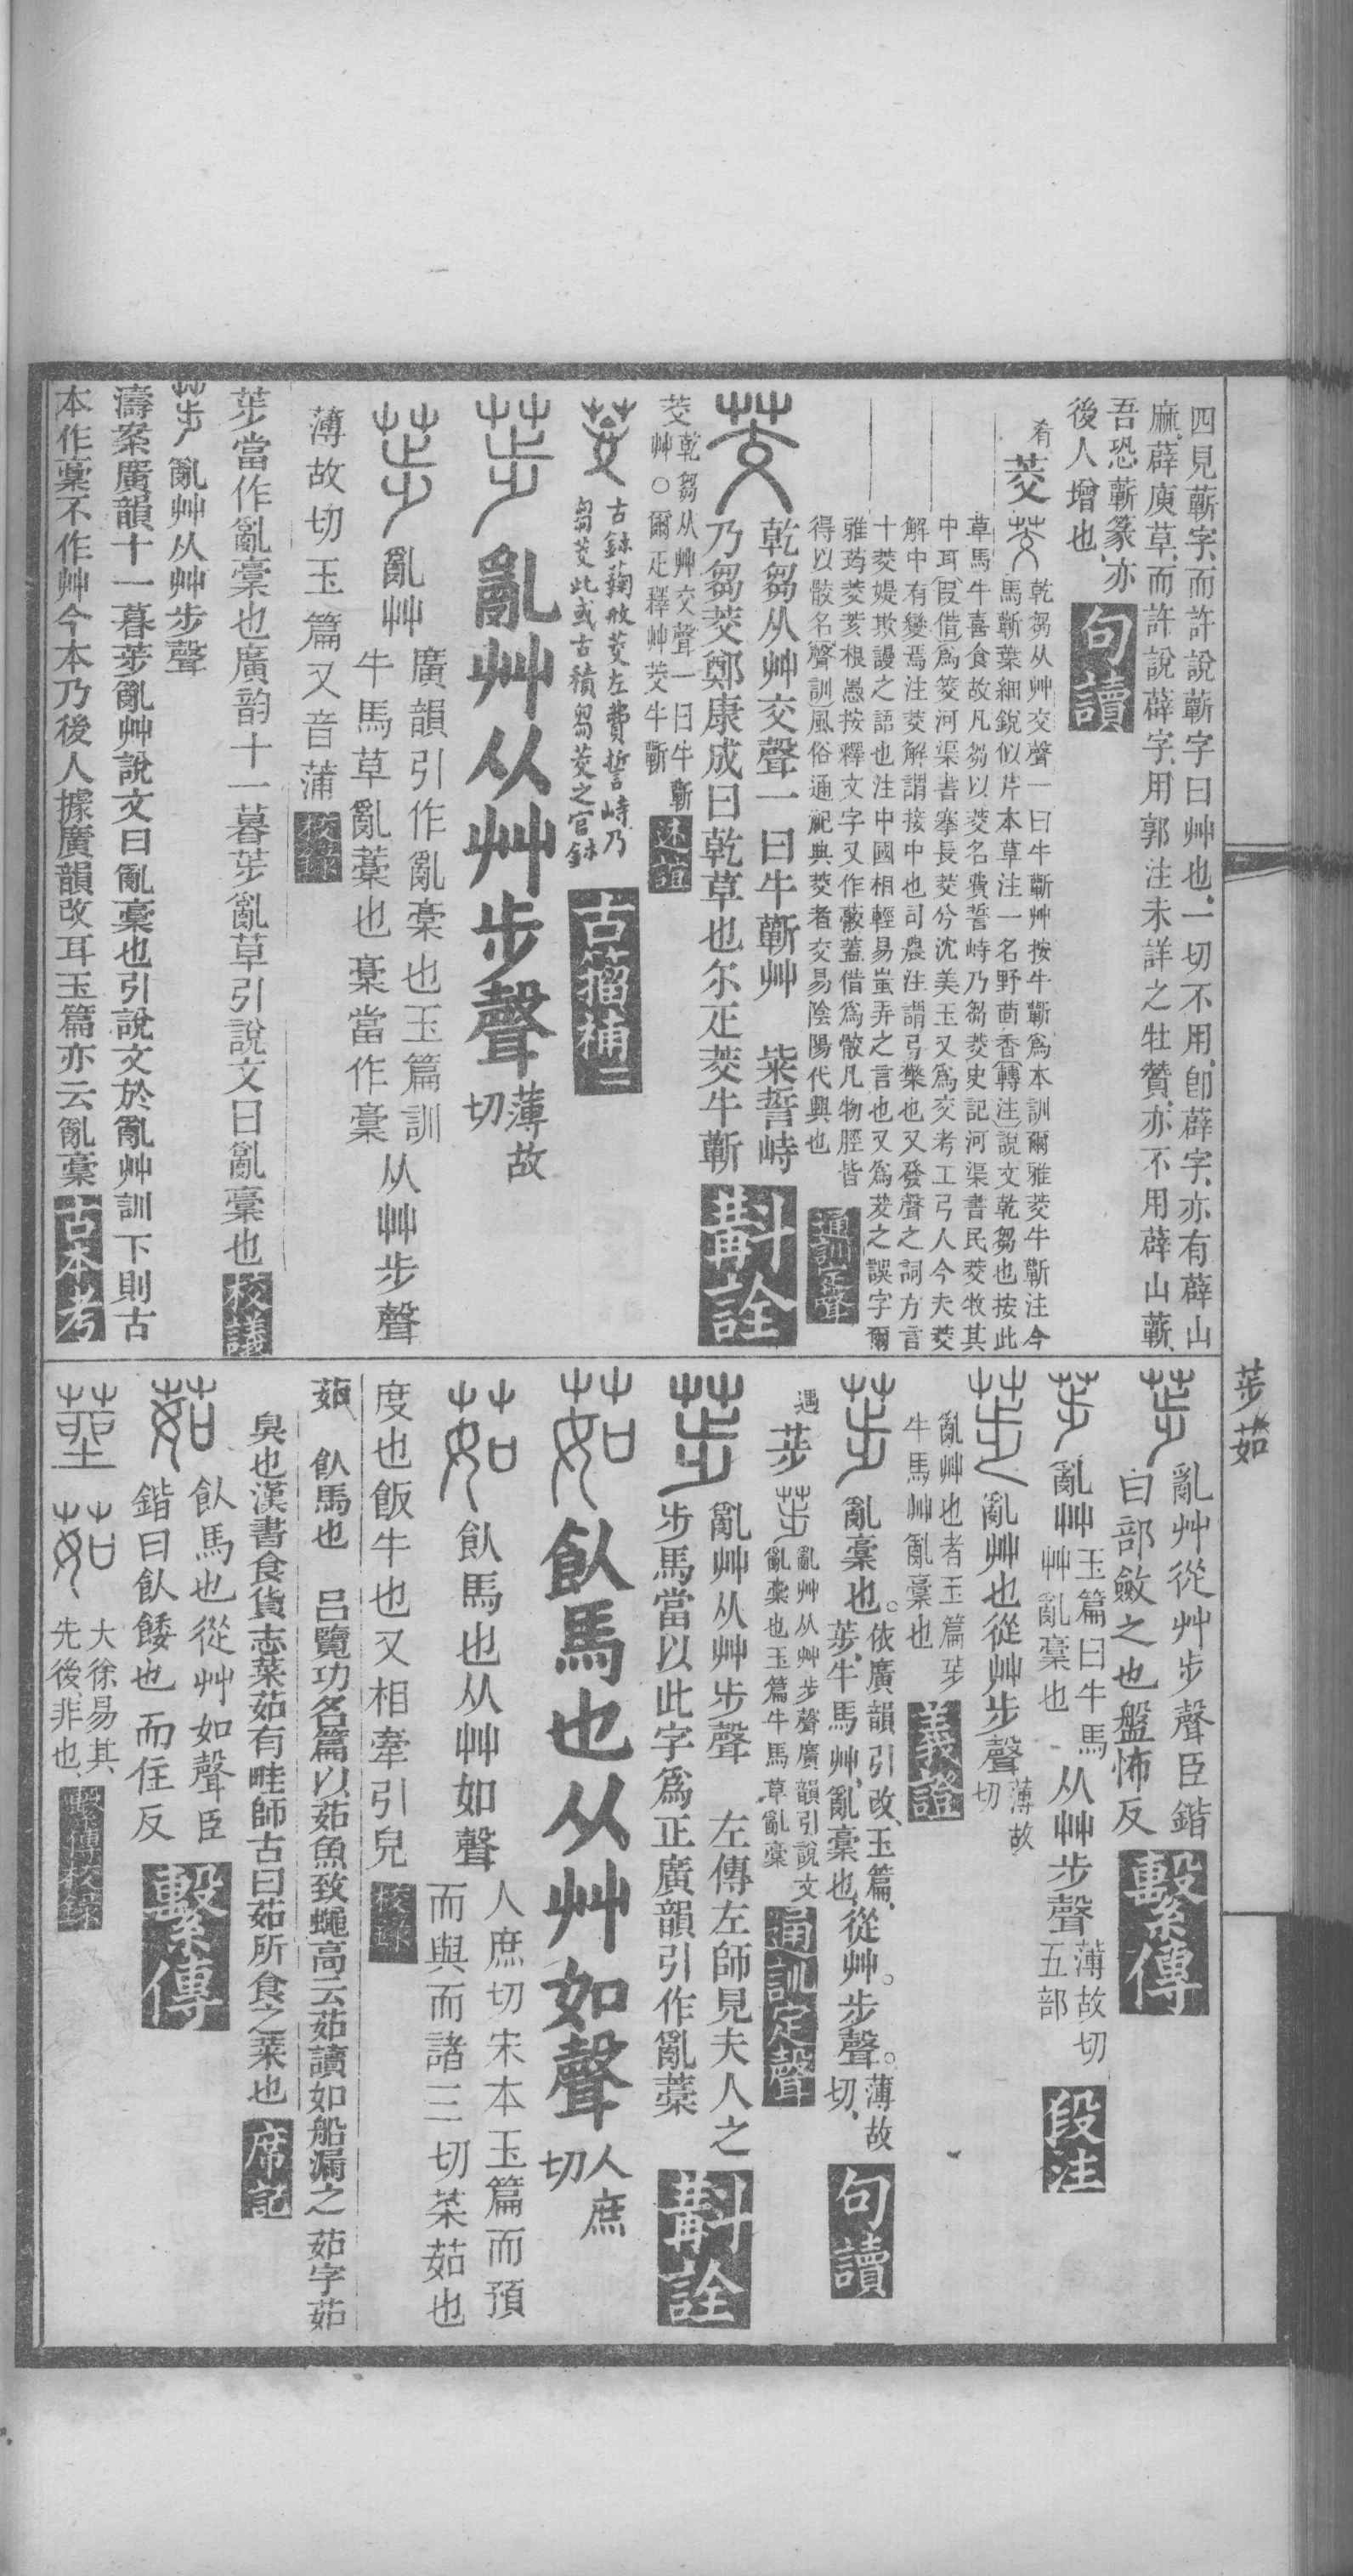 四見蘄字、而許說蘄字曰艸也、一切不用、卽薜字、亦有薜山
麻、薜庾草、而許說薜字、用郭注未詳之牡贊、亦不用薜山蘄、
吾恐蘄篆、亦
後人增也、
句讀
肴 茭
乾芻从艸交聲一曰牛蘄艸按牛蘄爲本訓爾雅茭牛蘄注今
馬蘄葉細銳似芹本草注一名野茴香轉注說文乾芻也按此
草馬牛喜食故凡芻以茭名費誓峙乃芻茭史記河渠書民茭牧其
中耳叚借爲筊河渠書搴長茭兮沈美玉又爲交考工弓人今夫茭
解中有變焉注茭解謂接中也司農注謂弓檠也又發聲之詞方言
十茭媞欺謾之語也注中國相輕易蚩弄之言也又爲茇之誤字爾
雅荺茭荄根愚按釋文字又作薂蓋借爲骹凡物脛皆
得以骹名聲訓風俗通祀典茭者交易陰陽代興也
通訓定聲
茭
乾芻从艸交聲一曰牛蘄艸 粊誓峙
乃芻茭鄭康成曰乾草也尒疋茭牛蘄
斠詮
茭 乾芻从艸交聲一曰牛蘄
艸○爾疋釋艸茭牛蘄
述誼
古鉨 茭左費誓峙乃
芻茭此或古積芻茭之官鉨
古籀補二
荹 亂艸从艸步聲 薄故
切
荹 亂艸 廣韻引作亂稾也玉篇訓
牛馬草亂藁也稾當作稾 从艸步聲
薄故切玉篇又音蒲 校錄
荹當作亂稾也廣韵十一暮荹亂草引說文曰亂稾也 校議
荹 亂艸从艸步聲
濤案廣韻十一暮荹亂艸說文曰亂稾也引說文於亂艸訓下則古
本作稾不作艸今本乃後人據廣韻改耳玉篇亦云亂稾 古本考
荹茹
荹 亂艸從艸步聲臣鍇
曰部斂之也盤怖反
繫傳
荹 亂艸 玉篇曰牛馬
艸亂稾也 从艸步聲 薄故切
五部
段注
荹 亂艸也從艸步聲 薄故
切
亂艸也者玉篇荹
牛馬艸亂稾也
義證
荹 亂稾也。依廣韻引改、玉篇、
荹、牛馬艸、亂稾也、從艸。步聲。薄故
切、
句讀
遇 荹
亂艸从艸步聲廣韻引說文
亂稾也玉篇牛馬草亂稾
通訓定聲
荹
亂艸从艸步聲 左傳左師見夫人之
步馬當以此字爲正廣韻引作亂藁
斠詮
茹 飤馬也从艸如聲 人庶
切
茹 飤馬也从艸如聲 人庶切宋本玉篇而預
而與而諸三切菜茹也
度也飯牛也又相牽引皃 校錄
茹 飤馬也 呂覽功名篇以茹魚致蠅高云茹讀如船漏之茹字茹
臭也漢書食貨志菜茹有畦師古曰茹所食之菜也 席記
茹 飤馬也從艸如聲臣
鍇曰飤餧也而住反
繫傳
莝 茹 大徐易其
先後、非也、
繫傳校錄